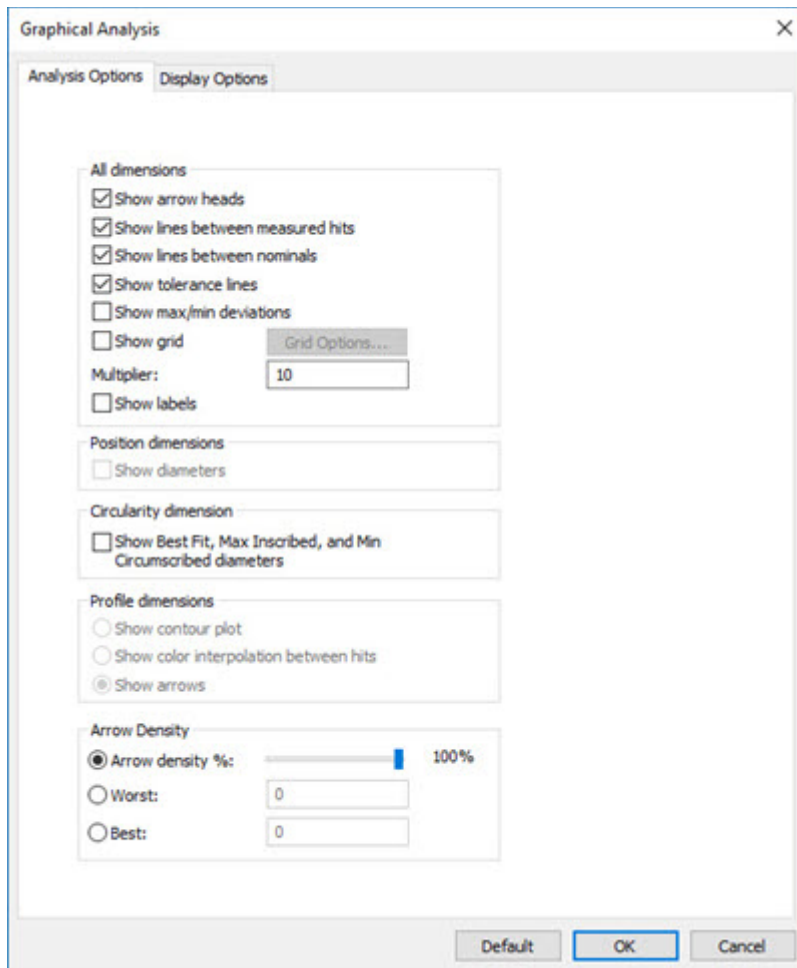 Graphical Analysis
Analysis Options Display Options
All dimensions
Show arrow heads
Show lines between measured hits
Show lines between nominals
Show tolerance lines
Show max/min deviations
Show grid Grid Options...
Multiplier: 10
Show labels
Position dimensions
Show diameters
Circularity dimension
Show Best Fit, Max Inscribed, and Min
Circumscribed diameters
Profile dimensions
Show contour plot
Show color interpolation between hits
Show arrows
Arrow Density
Arrow density %: 100%
Worst: 0
Best: 0
Default OK Cancel